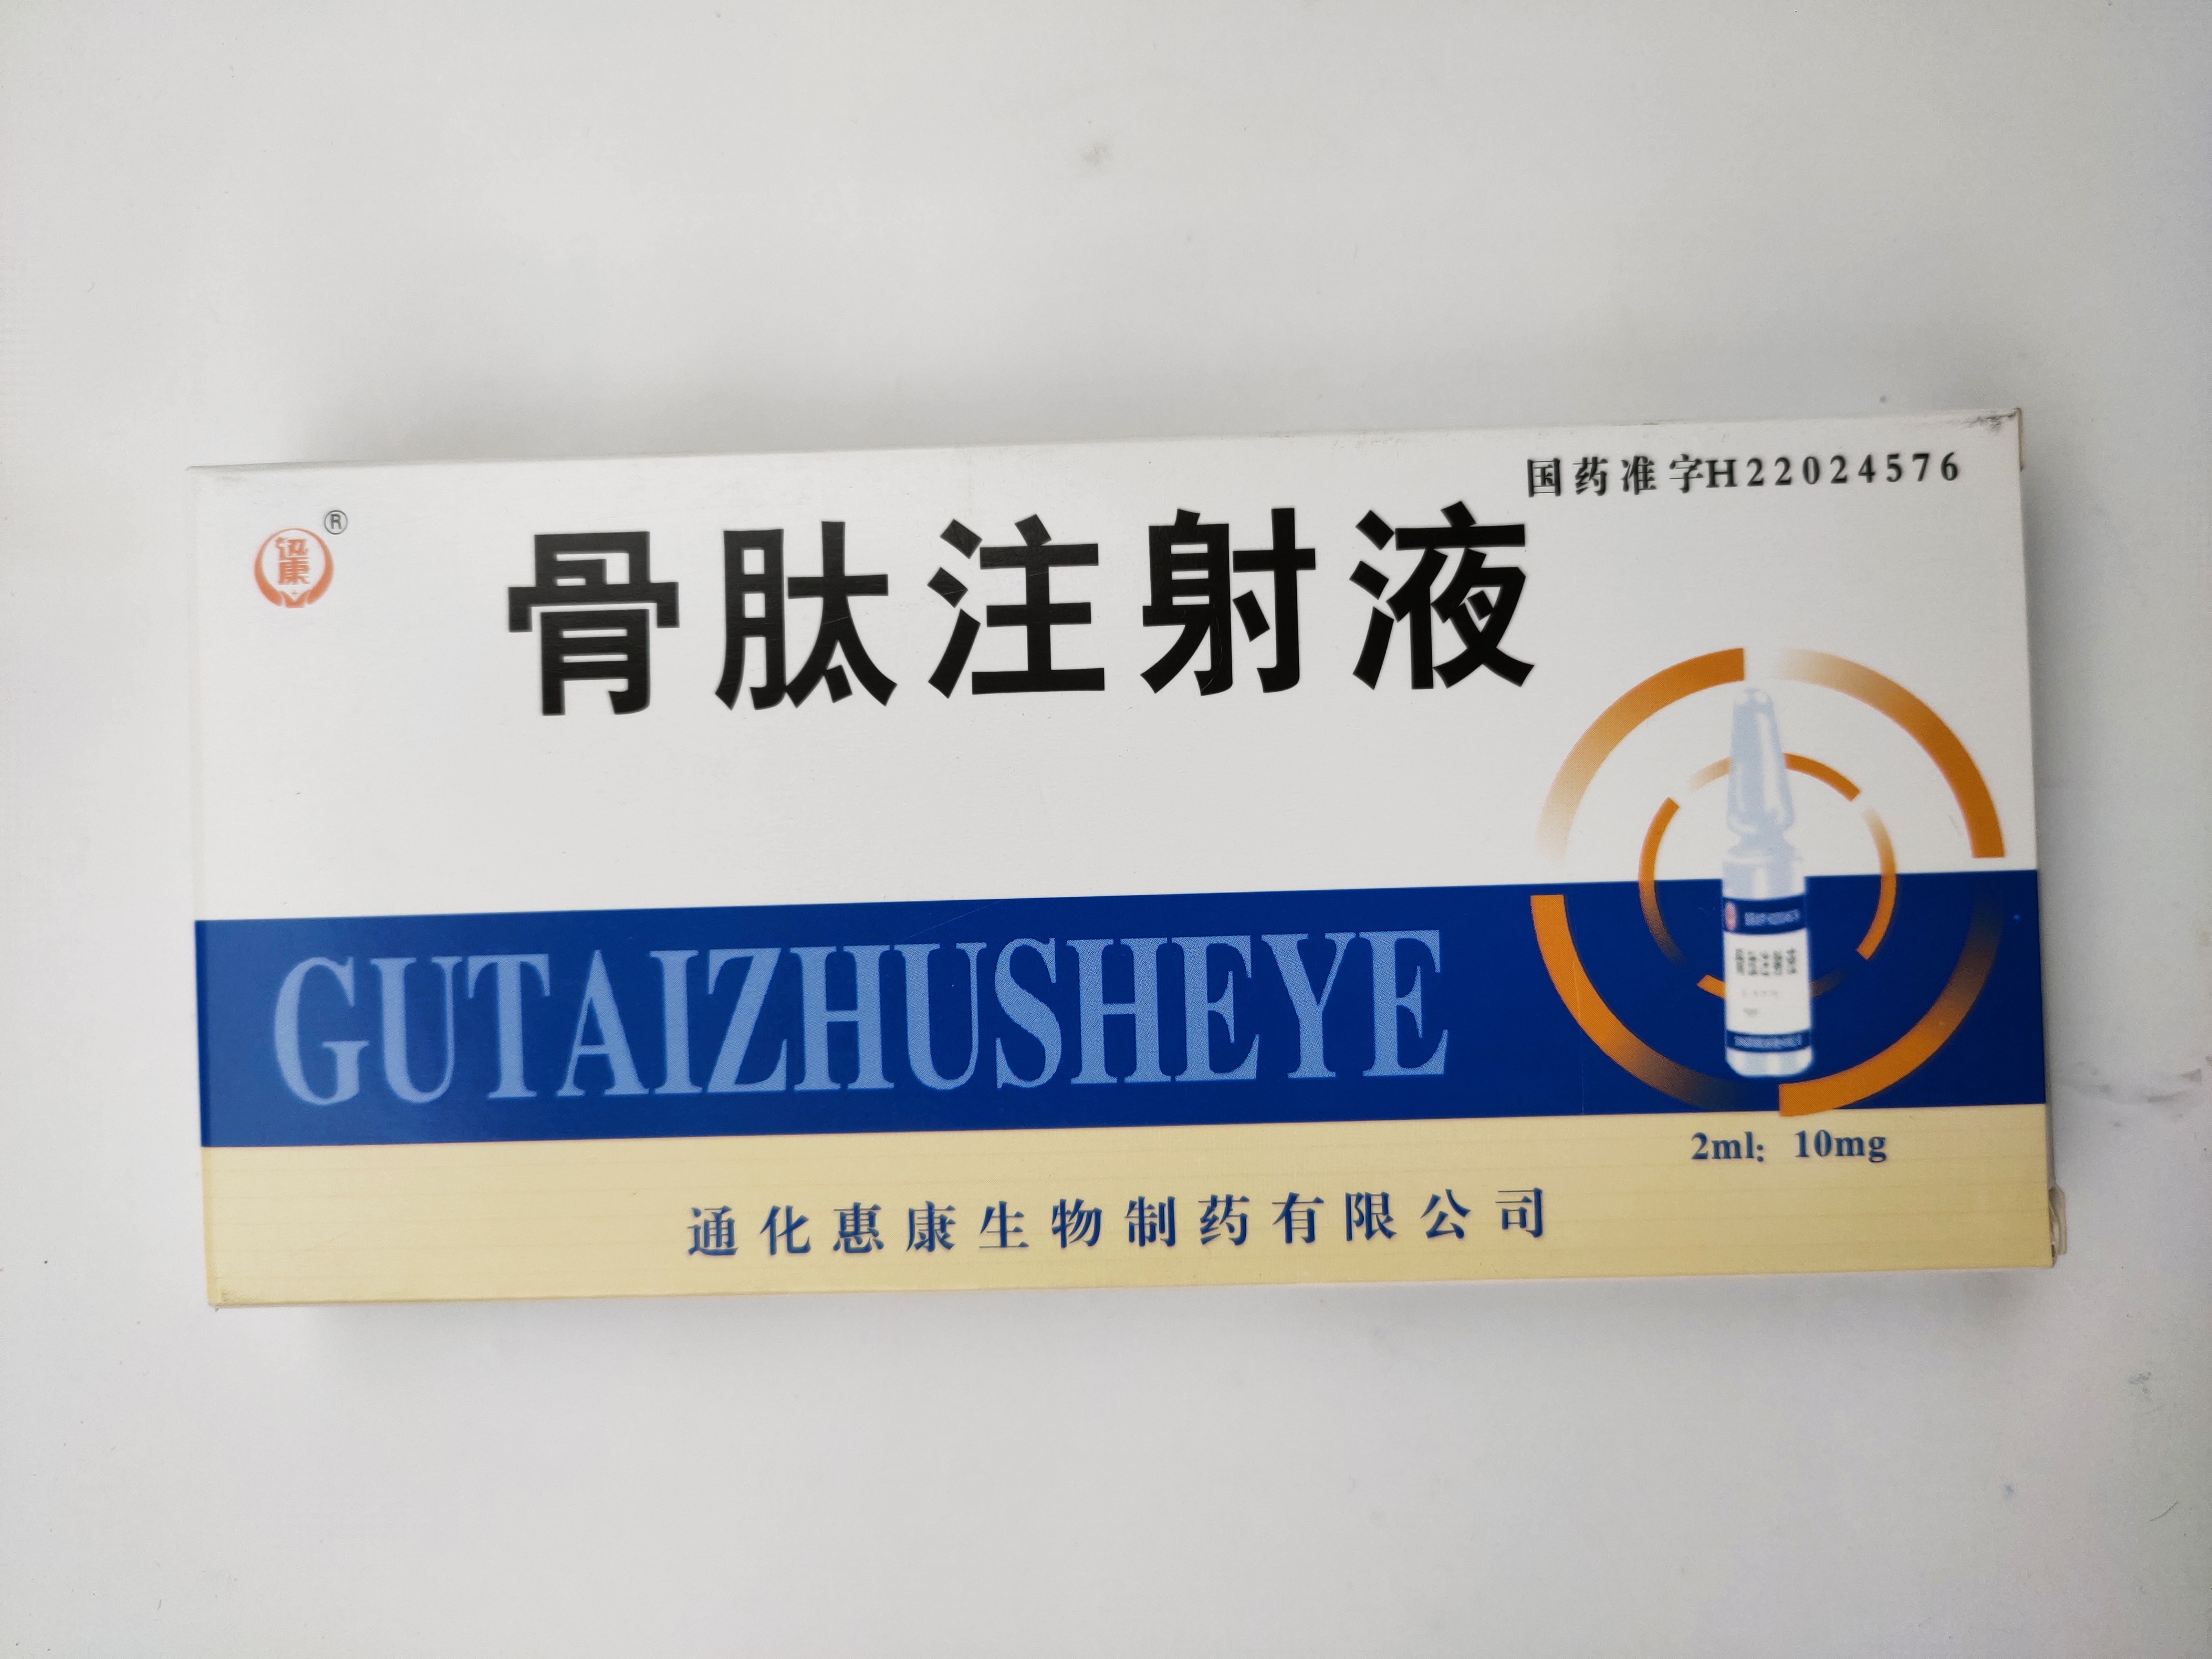 国药准字H22024576
®
骨肽注射液
GUTAIZHUSHEYE
2ml: 10mg
通化惠康生物制药有限公司